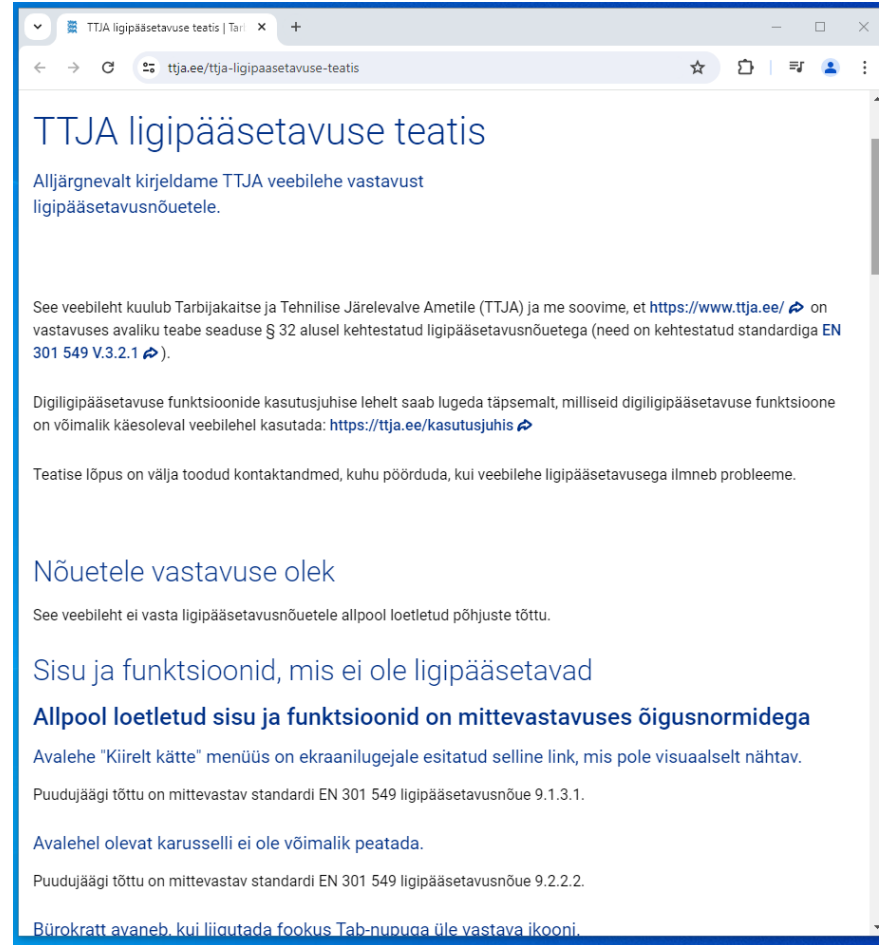 TTJA ligipääsetavuse teatis | Tar
ttja.ee/ttja-ligipaasetavuse-teatis
TTJA ligipääsetavuse teatis
Alljärgnevalt kirjeldame TTJA veebilehe vastavust
ligipääsetavusnõuetele.
See veebileht kuulub Tarbijakaitse ja Tehnilise Järelevalve Ametile (TTJA) ja me soovime, et https://www.ttja.ee/ on
vastavuses avaliku teabe seaduse § 32 alusel kehtestatud ligipääsetavusnõuetega (need on kehtestatud standardiga EN
301 549 V.3.2.1 ).
Digiligipääsetavuse funktsioonide kasutusjuhise lehelt saab lugeda täpsemalt, milliseid digiligipääsetavuse funktsioone
on võimalik käesoleval veebilehel kasutada: https://ttja.ee/kasutusjuhis
Teatise lõpus on välja toodud kontaktandmed, kuhu pöörduda, kui veebilehe ligipääsetavusega ilmneb probleeme.
Nõuetele vastavuse olek
See veebileht ei vasta ligipääsetavusnõuetele allpool loetletud põhjuste tõttu.
Sisu ja funktsioonid, mis ei ole ligipääsetavad
Allpool loetletud sisu ja funktsioonid on mittevastavuses õigusnormidega
Avalehe "Kiirelt kätte" menüüs on ekraanilugejale esitatud selline link, mis pole visuaalselt nähtav.
Puudujäägi tõttu on mittevastav standardi EN 301 549 ligipääsetavusnõue 9.1.3.1.
Avalehel olevat karusselli ei ole võimalik peatada.
Puudujäägi tõttu on mittevastav standardi EN 301 549 ligipääsetavusnõue 9.2.2.2.
Bürokratt avaneb, kui liigutada fookus Tab-nupuga üle vastava ikooni.